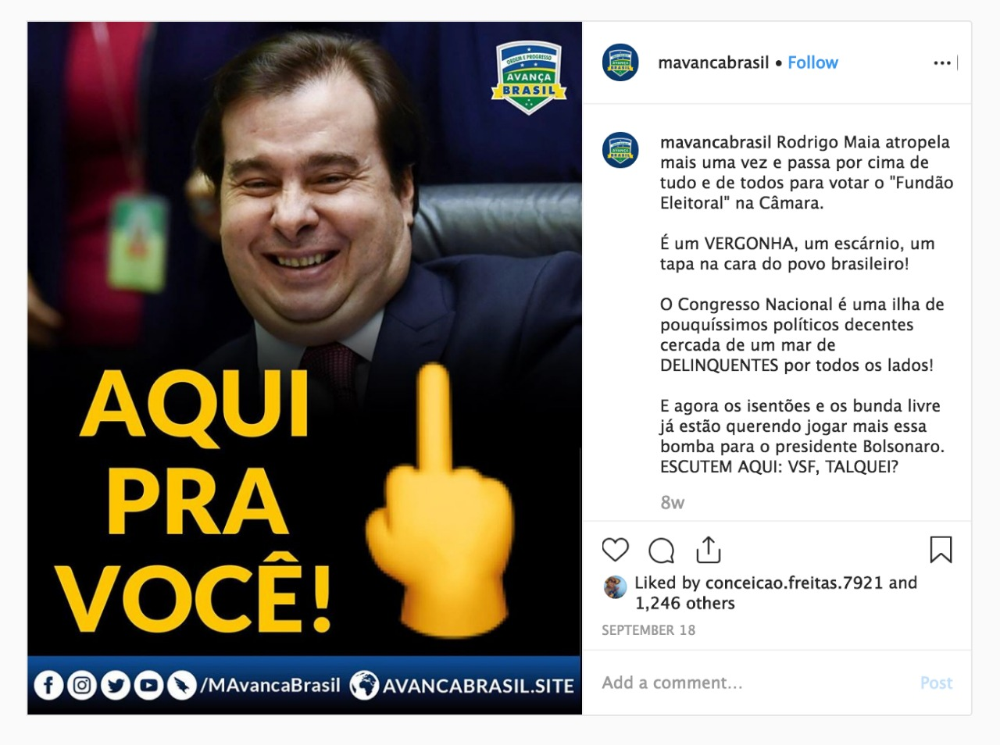 ORDEM E PROGRESSO
AVANÇA
BRASIL
AQUI
PRA
VOCÊ!
/MAvancaBrasil
AVANCABRASIL.SITE
mavancabrasil • Follow
mavancabrasil Rodrigo Maia atropela
mais uma vez e passa por cima de
tudo e de todos para votar o "Fundão
Eleitoral" na Câmara.
É um VERGONHA, um escárnio, um
tapa na cara do povo brasileiro!
O Congresso Nacional é uma ilha de
pouquíssimos políticos decentes
cercada de um mar de
DELINQUENTES por todos os lados!
E agora os isentões e os bunda livre
já estão querendo jogar mais essa
bomba para o presidente Bolsonaro.
ESCUTEM AQUI: VSF, TALQUEI?
8w
Liked by conceicao.freitas.7921 and
1,246 others
SEPTEMBER 18
Add a comment...
Post